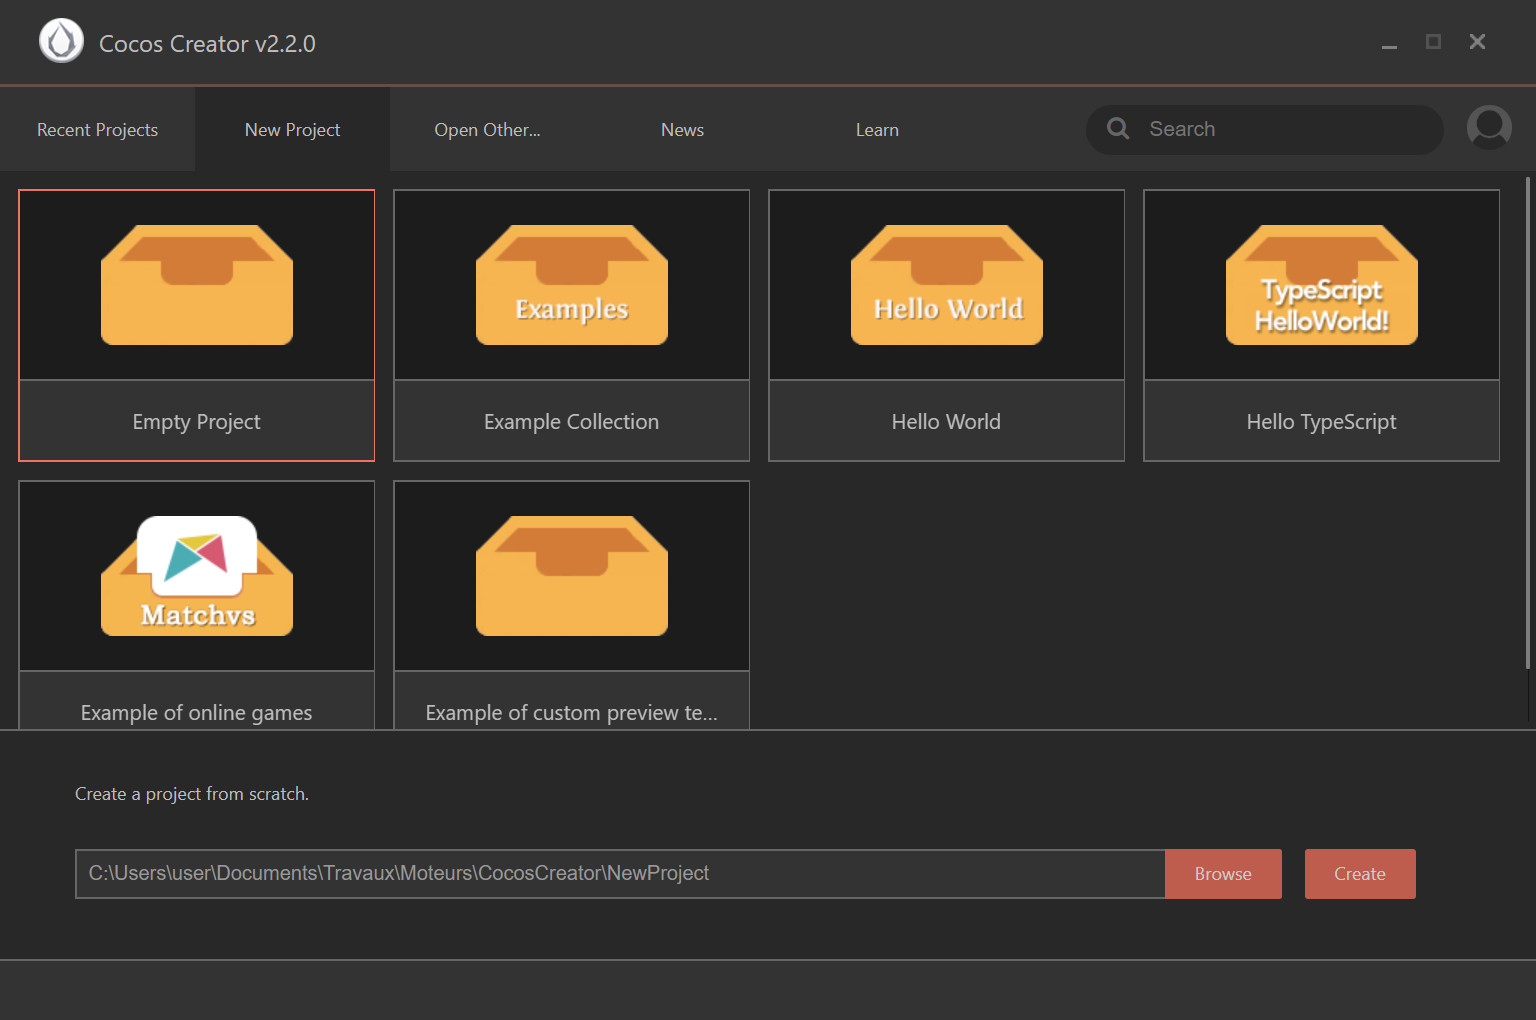 Cocos Creator v2.2.0
Recent Projects
New Project
Open Other...
News
Learn
Search
Examples
Hello World
TypeScript
HelloWorld!
Empty Project
Example Collection
Hello World
Hello TypeScript
Matchvs
Example of online games
Example of custom preview te...
Create a project from scratch.
C:\Users\user\Documents\Travaux\Moteurs\CocosCreator\NewProject
Browse
Create